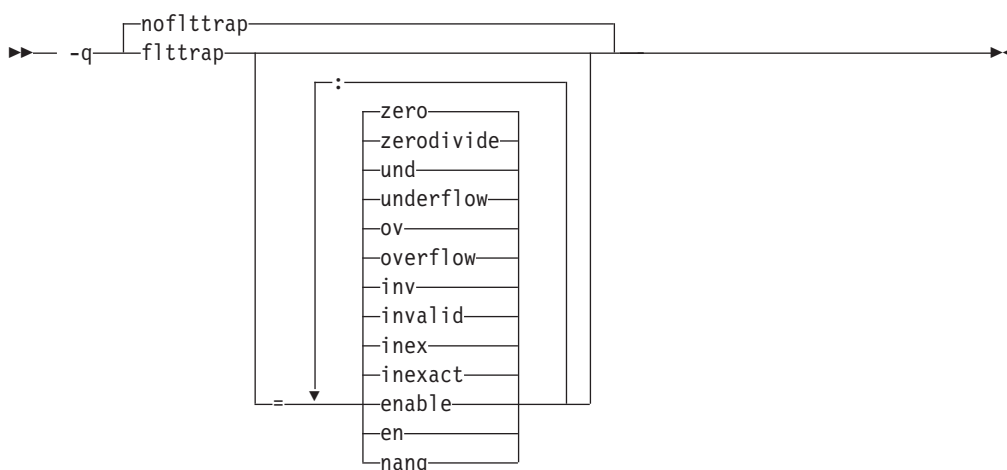 noflttrap
-q flttrap
:
zero
zerodivide
und
underflow
ov
overflow
inv
invalid
inex
inexact
= enable
en
nanq